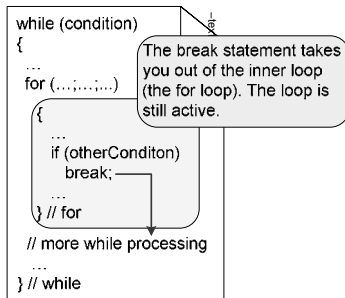 while (condition)
{
...
for (...;...;...)
{
...
if (otherConditon)
break;
...
} // for
// more while processing
...
} // while
The break statement takes
you out of the inner loop
(the for loop). The loop is
still active.